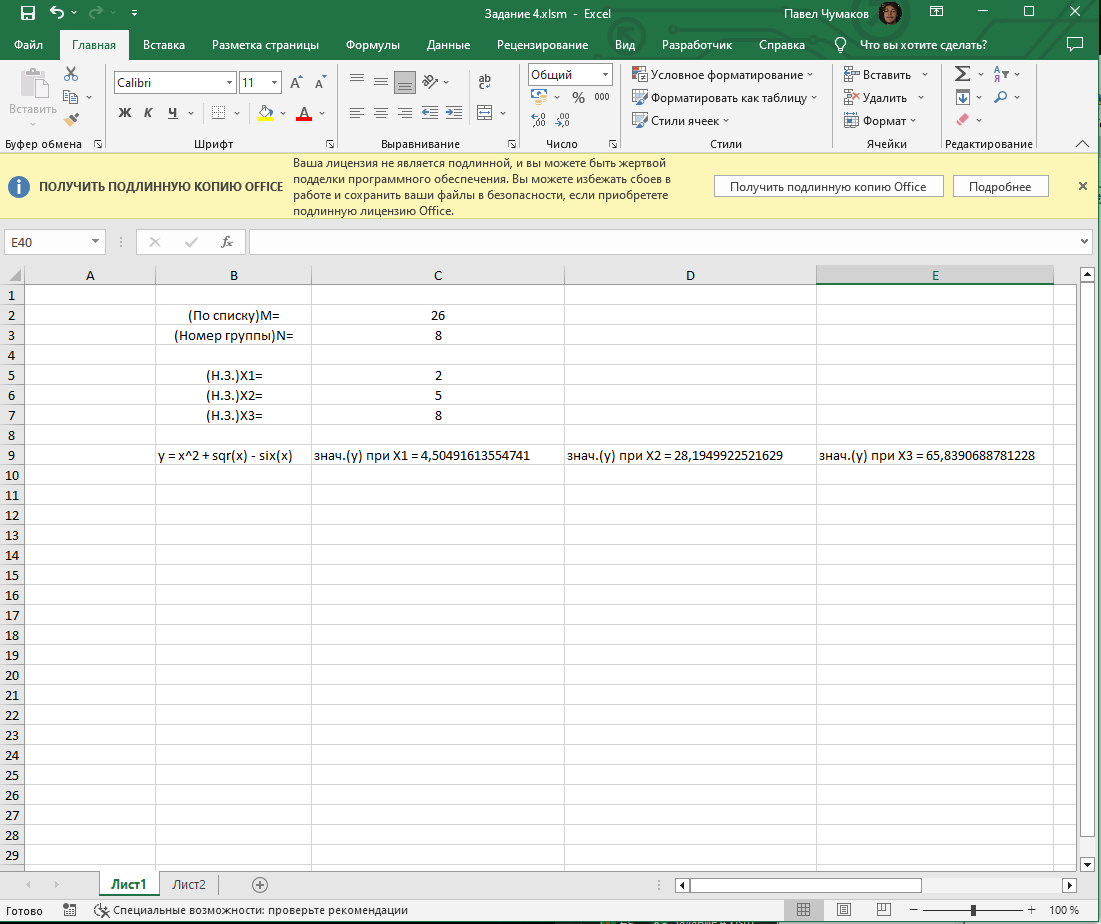 Задание 4.xlsm - Excel
Павел Чумаков
Файл Главная Вставка Разметка страницы Формулы Данные Рецензирование Вид Разработчик Справка Что вы хотите сделать?
Вставить
Calibri 11
Ж К Ч
Общий
% 000
Условное форматирование
Форматировать как таблицу
Стили ячеек
Вставить
Удалить
Формат
Буфер обмена Шрифт Выравнивание Число Стили Ячейки Редактирование
ПОЛУЧИТЬ ПОДЛИННУЮ КОПИЮ OFFICE
Ваша лицензия не является подлинной, и вы можете быть жертвой
подделки программного обеспечения. Вы можете избежать сбоев в
работе и сохранить ваши файлы в безопасности, если приобретете
подлинную лицензию Office.
Получить подлинную копию Office
Подробнее
E40
fx
A B C D E
1
2 (По списку)M= 26
3 (Номер группы)N= 8
4
5 (Н.З.)X1= 2
6 (Н.З.)X2= 5
7 (Н.З.)X3= 8
8
9 y = x^2 + sqr(x) - six(x) знач.(y) при X1 = 4,50491613554741 знач.(y) при X2 = 28,1949922521629 знач.(y) при X3 = 65,8390688781228
10
11
12
13
14
15
16
17
18
19
20
21
22
23
24
25
26
27
28
29
Лист1 Лист2
Готово
Специальные возможности: проверьте рекомендации
100 %